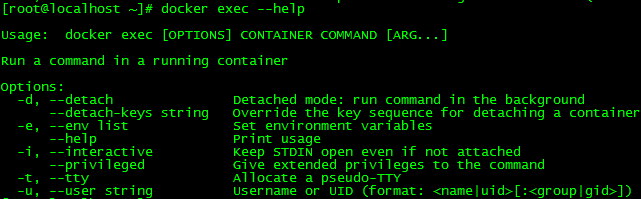 [root@localhost ~]# docker exec --help
Usage:  docker exec [OPTIONS] CONTAINER COMMAND [ARG...]
Run a command in a running container
Options:
  -d, --detach               Detached mode: run command in the background
      --detach-keys string   Override the key sequence for detaching a container
  -e, --env list             Set environment variables
      --help                 Print usage
  -i, --interactive          Keep STDIN open even if not attached
      --privileged           Give extended privileges to the command
  -t, --tty                  Allocate a pseudo-TTY
  -u, --user string          Username or UID (format: <name|uid>[:<group|gid>])